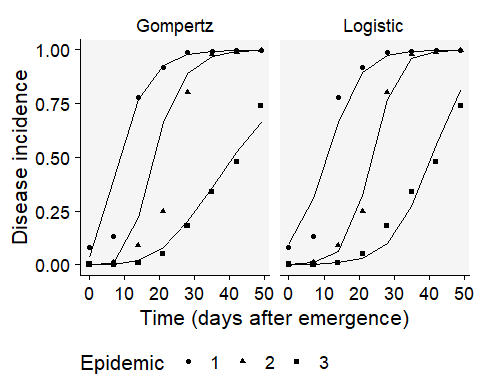 Gompertz Logistic
1.00
0.75
0.50
0.25
0.00
Disease incidence
0 10 20 30 40 50 0 10 20 30 40 50
Time (days after emergence)
Epidemic 1 2 3